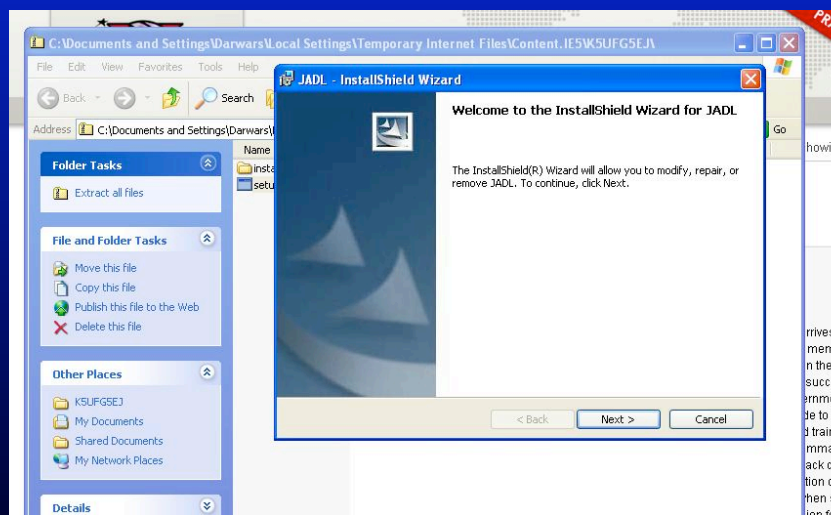 C:\Documents and Settings\Darwars\Local Settings\Temporary Internet Files\Content.IE5\K5UFG5EJ\
File Edit View Favorites Tools Help
Back
Search
Address C:\Documents and Settings\Darwars\
Go
Name
Folder Tasks
Extract all files
File and Folder Tasks
Move this file
Copy this file
Publish this file to the Web
Delete this file
Other Places
K5UFG5EJ
My Documents
Shared Documents
My Network Places
Details
JADL - InstallShield Wizard
Welcome to the InstallShield Wizard for JADL
The InstallShield(R) Wizard will allow you to modify, repair, or
remove JADL. To continue, click Next.
< Back
Next >
Cancel